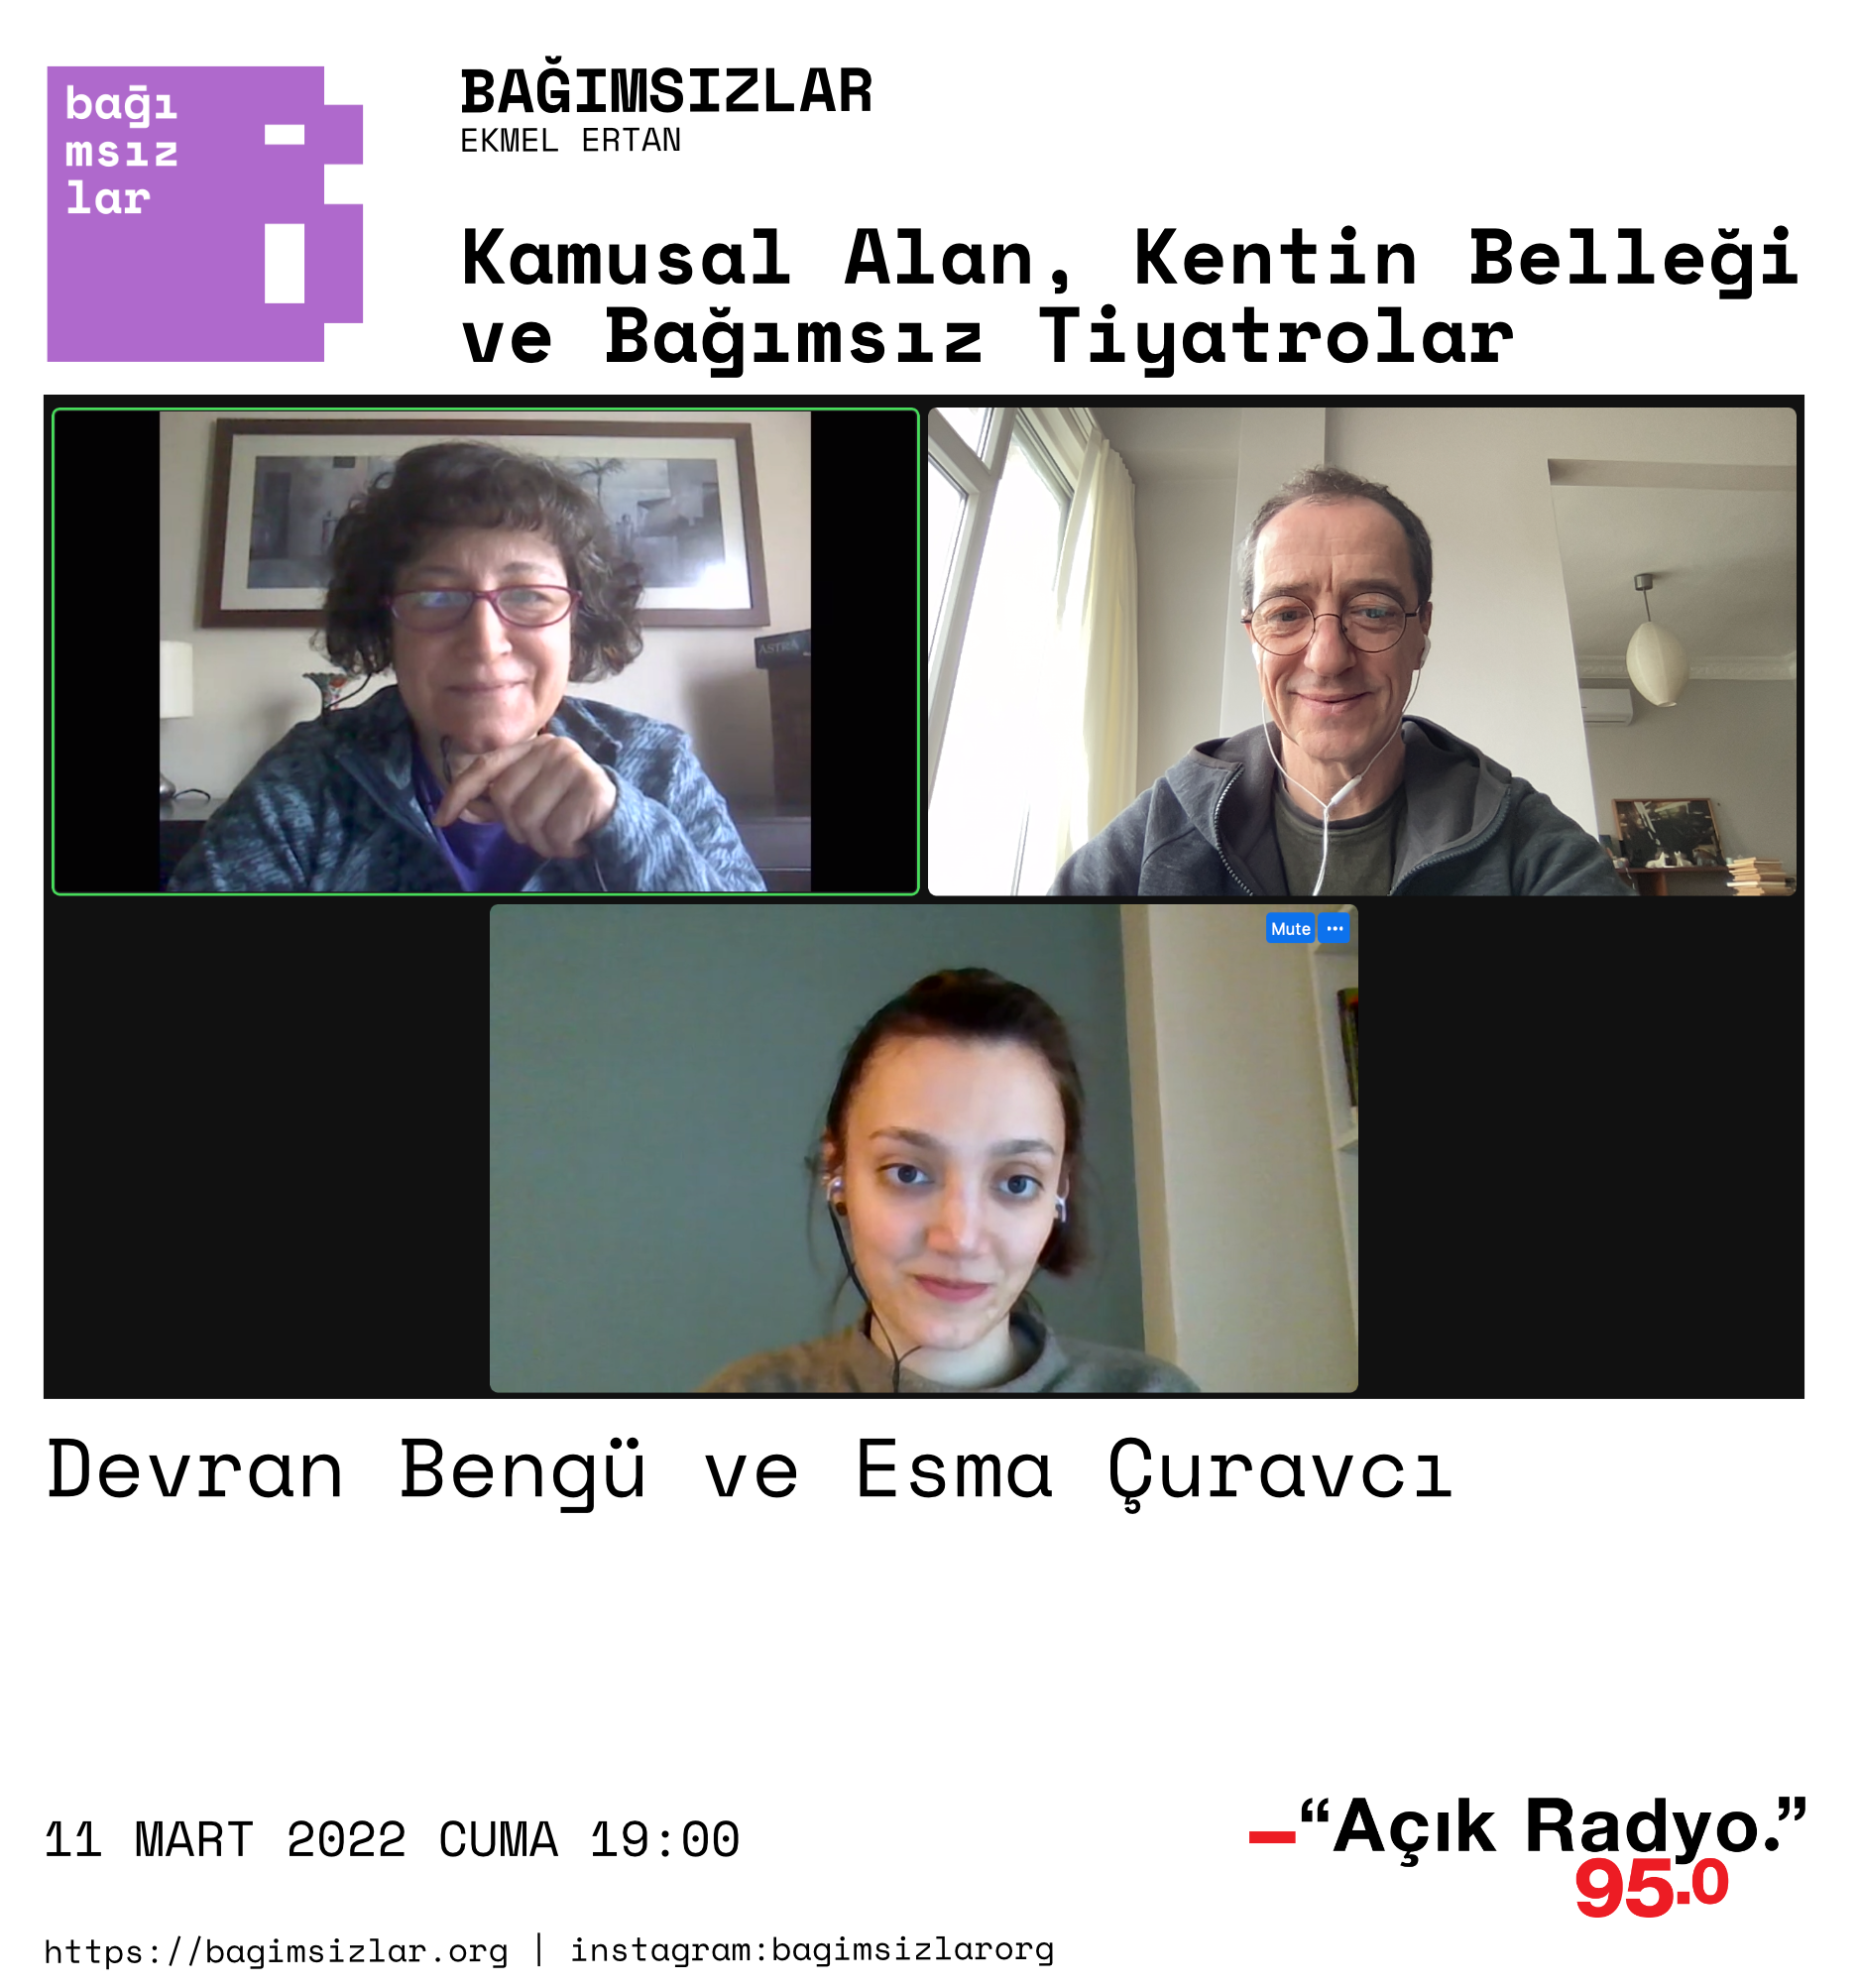 bağı
msız
lar
BAĞIMSIZLAR
EKMEL ERTAN
Kamusal Alan, Kentin Belleği
ve Bağımsız Tiyatrolar
ASTRA
Mute
Devran Bengü ve Esma Çuravcı
11 MART 2022 CUMA 19:00
“Açık Radyo.”
95.0
https://bagimsizlar.org | instagram:bagimsizlarorg